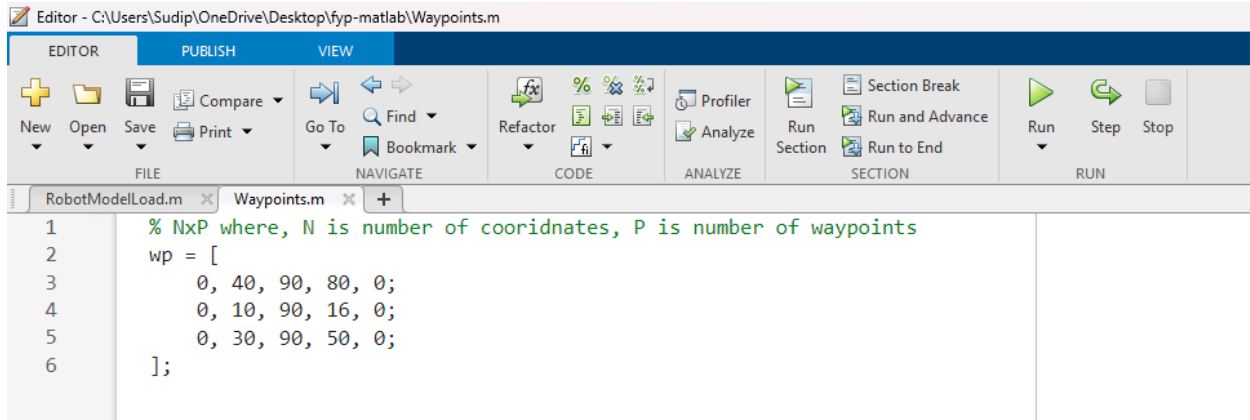 Editor - C:\Users\Sudip\OneDrive\Desktop\fyp-matlab\Waypoints.m
EDITOR PUBLISH VIEW
New Open Save Compare Print
FILE
Go To Find Bookmark
NAVIGATE
Refactor
CODE
Profiler Analyze
ANALYZE
Run Section Section Break Run and Advance Run to End
SECTION
Run Step Stop
RUN
RobotModelLoad.m Waypoints.m +
1 % NxP where, N is number of cooridnates, P is number of waypoints
2 wp = [
3 0, 40, 90, 80, 0;
4 0, 10, 90, 16, 0;
5 0, 30, 90, 50, 0;
6 ];